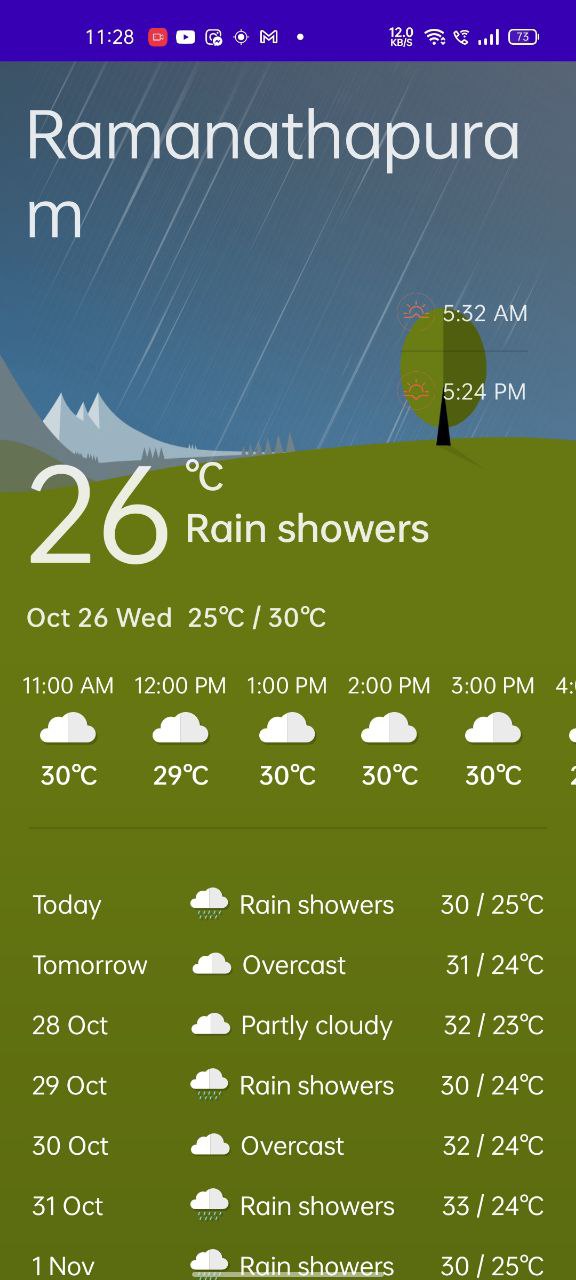 11:28
12.0
KB/S
73
Ramanathapura
m
5:32 AM
5:24 PM
26 °C
Rain showers
Oct 26 Wed 25°C / 30°C
11:00 AM 12:00 PM 1:00 PM 2:00 PM 3:00 PM 4:
30°C 29°C 30°C 30°C 30°C
Today Rain showers 30 / 25°C
Tomorrow Overcast 31 / 24°C
28 Oct Partly cloudy 32 / 23°C
29 Oct Rain showers 30 / 24°C
30 Oct Overcast 32 / 24°C
31 Oct Rain showers 33 / 24°C
1 Nov Rain showers 30 / 25°C